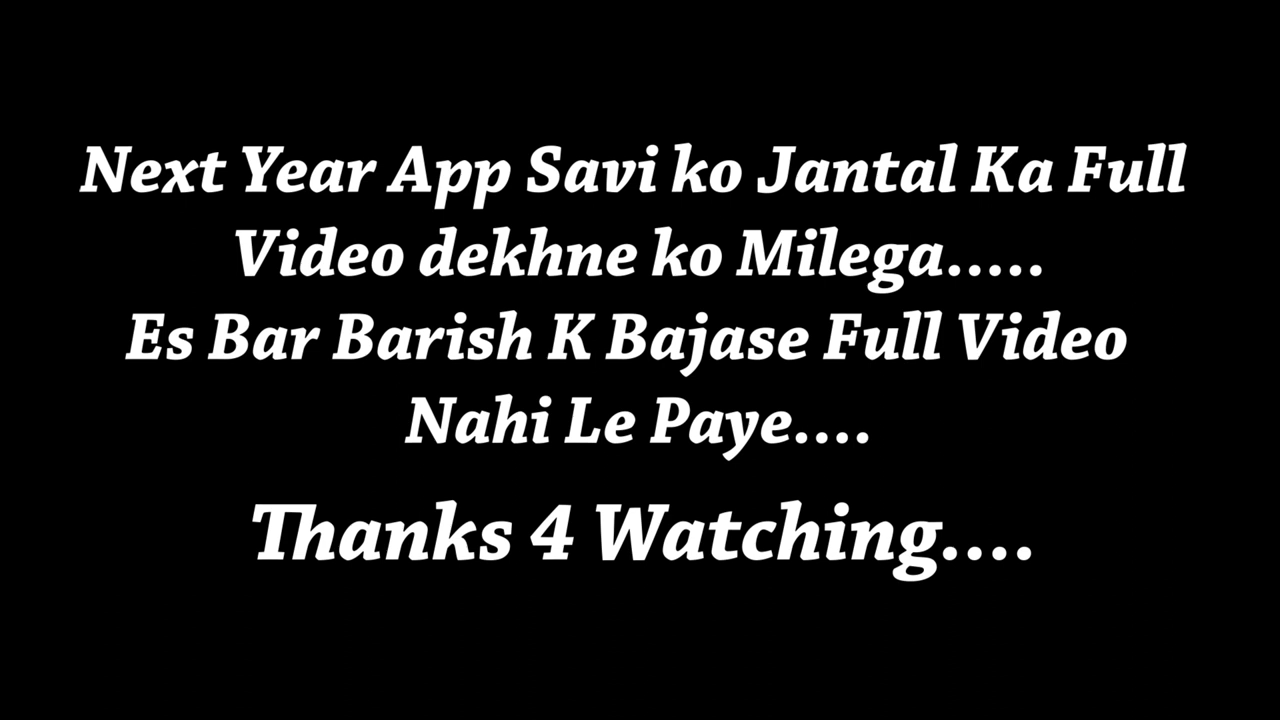 Next Year App Savi ko Jantal Ka Full
Video dekhne ko Milega.....
Es Bar Barish K Bajase Full Video
Nahi Le Paye....
Thanks 4 Watching....